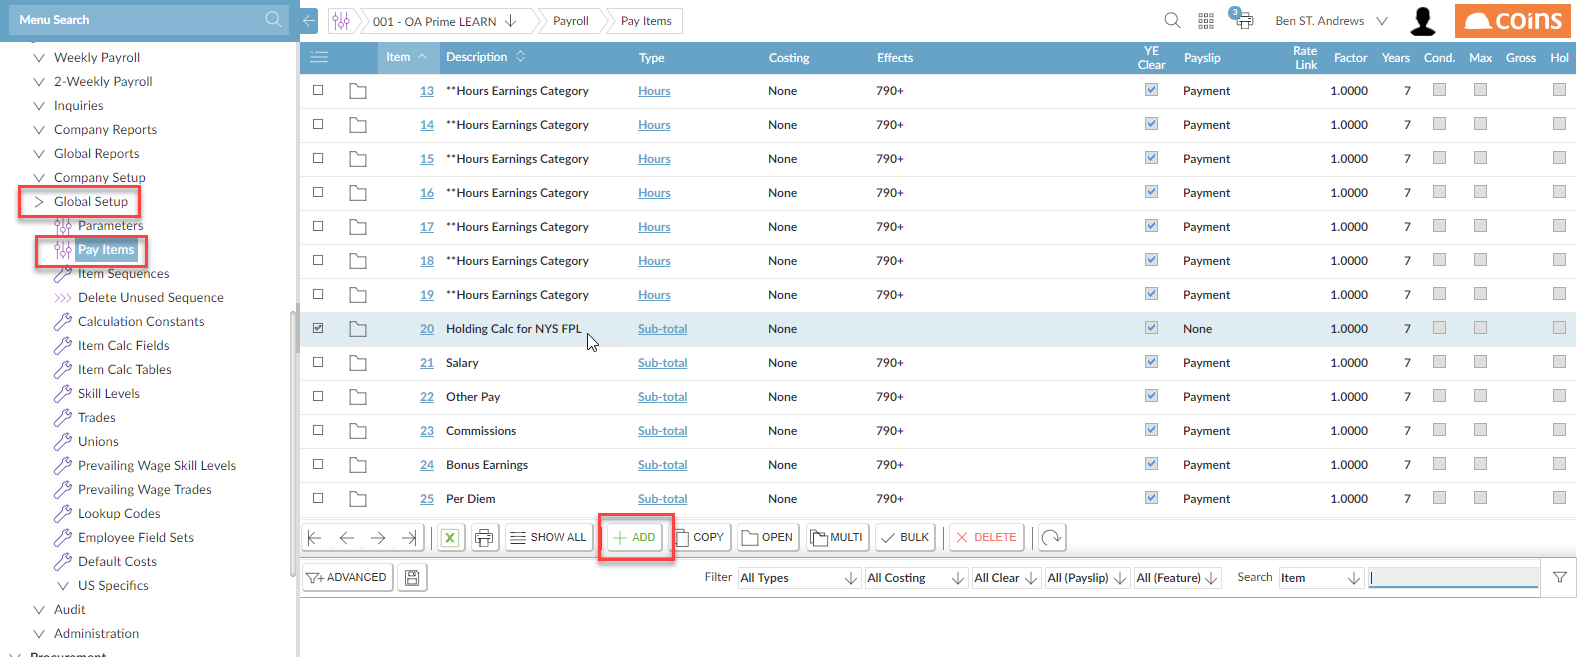 Menu Search
001 - OA Prime LEARN
Payroll
Pay Items
3
Ben ST. Andrews
coins
Weekly Payroll
2-Weekly Payroll
Inquiries
Company Reports
Global Reports
Company Setup
Global Setup
Parameters
Pay Items
Item Sequences
Delete Unused Sequence
Calculation Constants
Item Calc Fields
Item Calc Tables
Skill Levels
Trades
Unions
Prevailing Wage Skill Levels
Prevailing Wage Trades
Lookup Codes
Employee Field Sets
Default Costs
US Specifics
Audit
Administration
Procurement
Item Description Type Costing Effects YE Clear Payslip Rate Link Factor Years Cond. Max Gross Hol
13 **Hours Earnings Category Hours None 790+ Payment 1.0000 7
14 **Hours Earnings Category Hours None 790+ Payment 1.0000 7
15 **Hours Earnings Category Hours None 790+ Payment 1.0000 7
16 **Hours Earnings Category Hours None 790+ Payment 1.0000 7
17 **Hours Earnings Category Hours None 790+ Payment 1.0000 7
18 **Hours Earnings Category Hours None 790+ Payment 1.0000 7
19 **Hours Earnings Category Hours None 790+ Payment 1.0000 7
20 Holding Calc for NYS FPL Sub-total None None 1.0000 7
21 Salary Sub-total None 790+ Payment 1.0000 7
22 Other Pay Sub-total None 790+ Payment 1.0000 7
23 Commissions Sub-total None 790+ Payment 1.0000 7
24 Bonus Earnings Sub-total None 790+ Payment 1.0000 7
25 Per Diem Sub-total None 790+ Payment 1.0000 7
SHOW ALL ADD COPY OPEN MULTI BULK DELETE
ADVANCED Filter All Types All Costing All Clear All (Payslip) All (Feature) Search Item